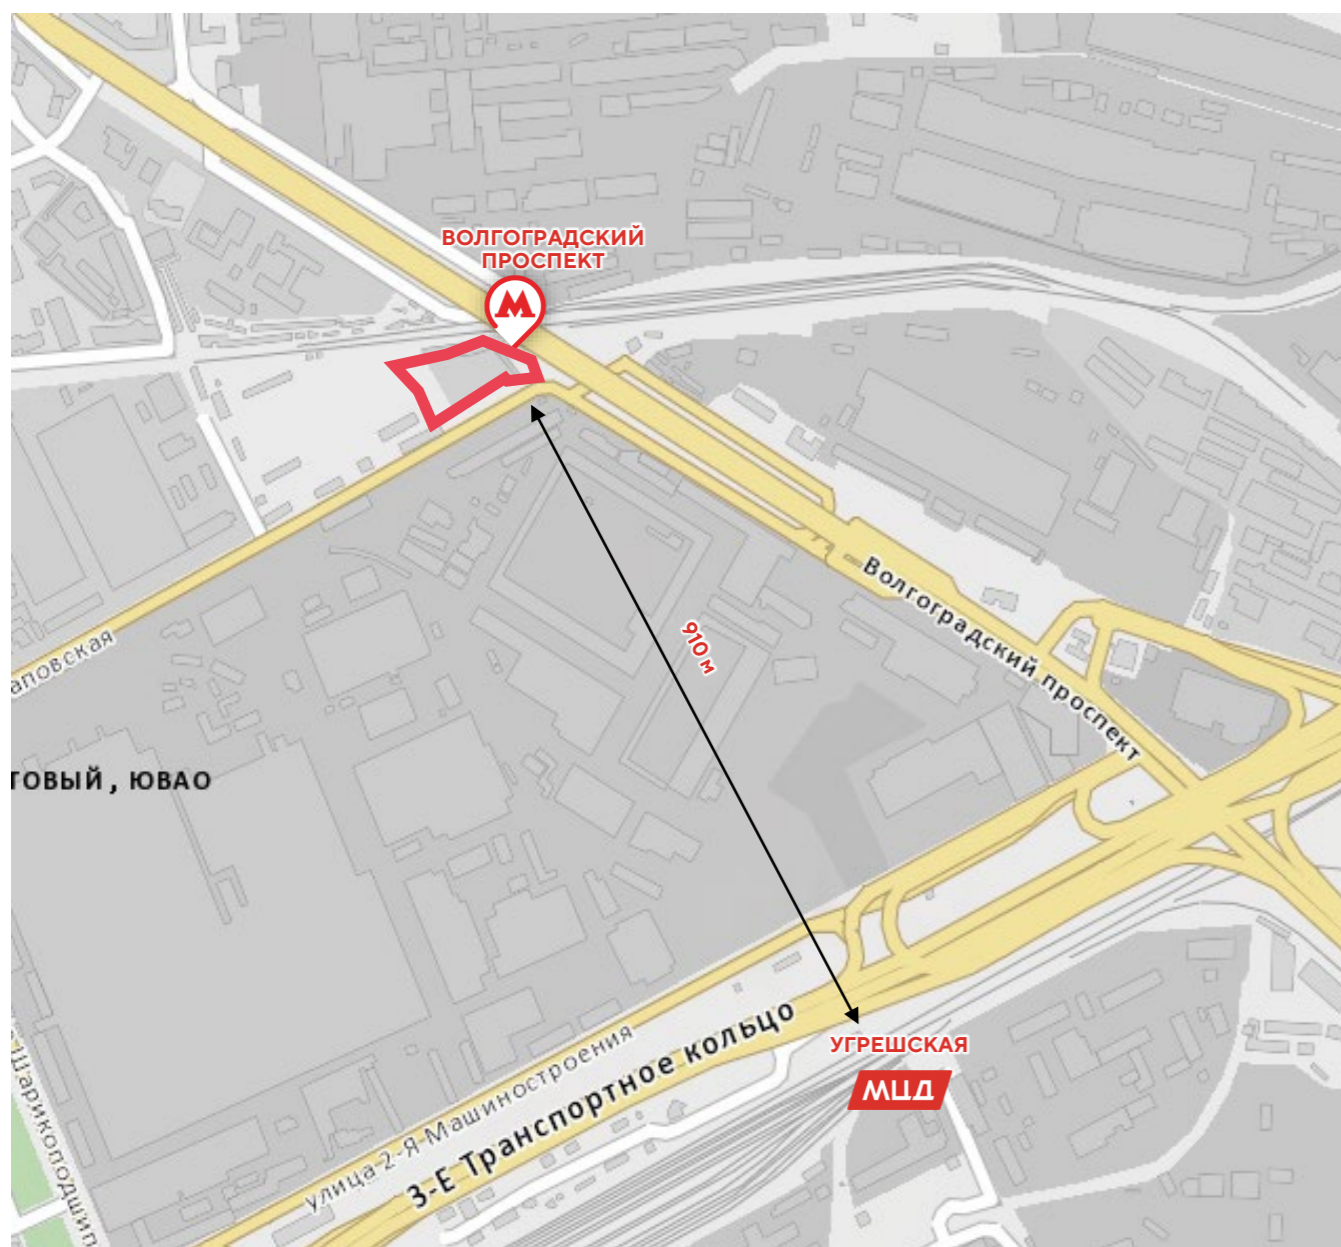 ВОЛГОГРАДСКИЙ
ПРОСПЕКТ
М
910 м
Волгоградский проспект
аповская
ТОВЫЙ , ЮВАО
УГРЕШСКАЯ
МЦД
улица 2-Я Машиностроения
3-Е Транспортное кольцо
Шарикоподшип